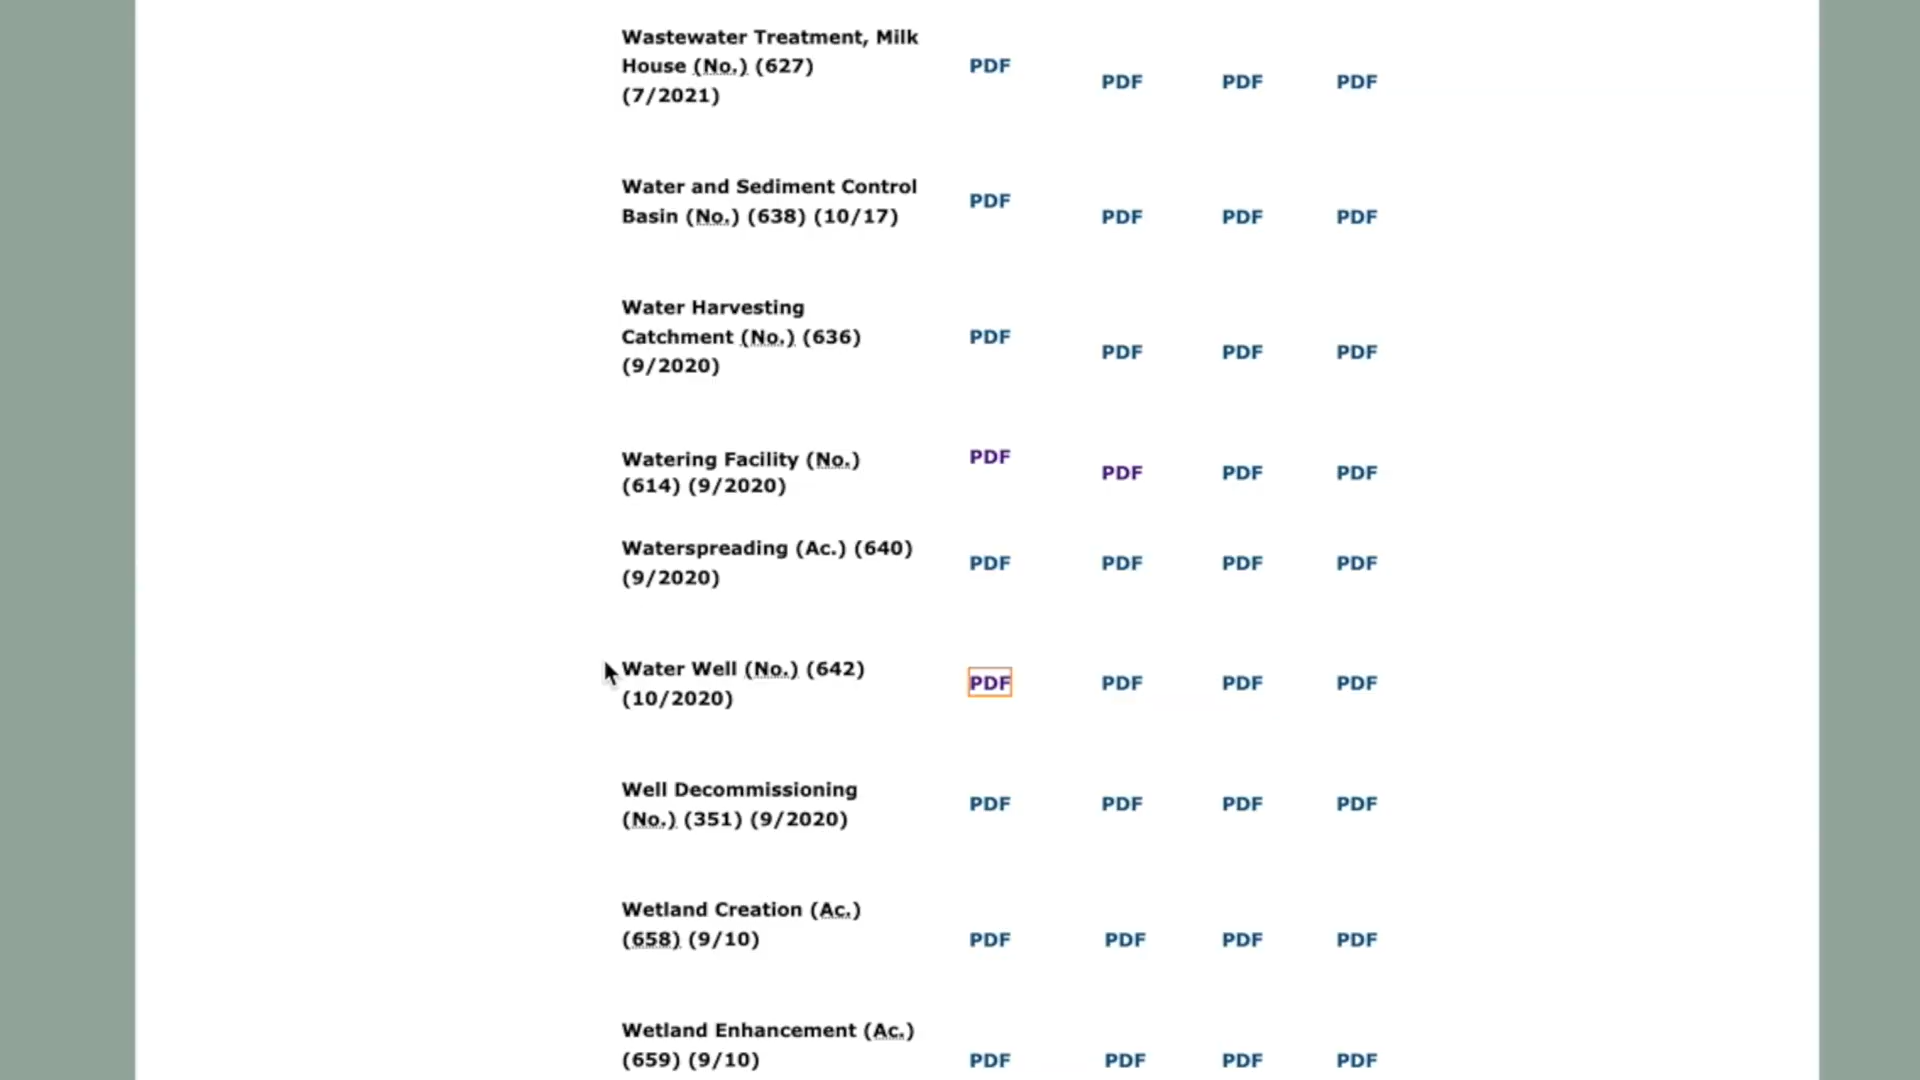 Wastewater Treatment, Milk
House (No.) (627)
(7/2021)
PDF PDF PDF PDF
Water and Sediment Control
Basin (No.) (638) (10/17)
PDF PDF PDF PDF
Water Harvesting
Catchment (No.) (636)
(9/2020)
PDF PDF PDF PDF
Watering Facility (No.)
(614) (9/2020)
PDF PDF PDF PDF
Waterspreading (Ac.) (640)
(9/2020)
PDF PDF PDF PDF
Water Well (No.) (642)
(10/2020)
PDF PDF PDF PDF
Well Decommissioning
(No.) (351) (9/2020)
PDF PDF PDF PDF
Wetland Creation (Ac.)
(658) (9/10)
PDF PDF PDF PDF
Wetland Enhancement (Ac.)
(659) (9/10)
PDF PDF PDF PDF